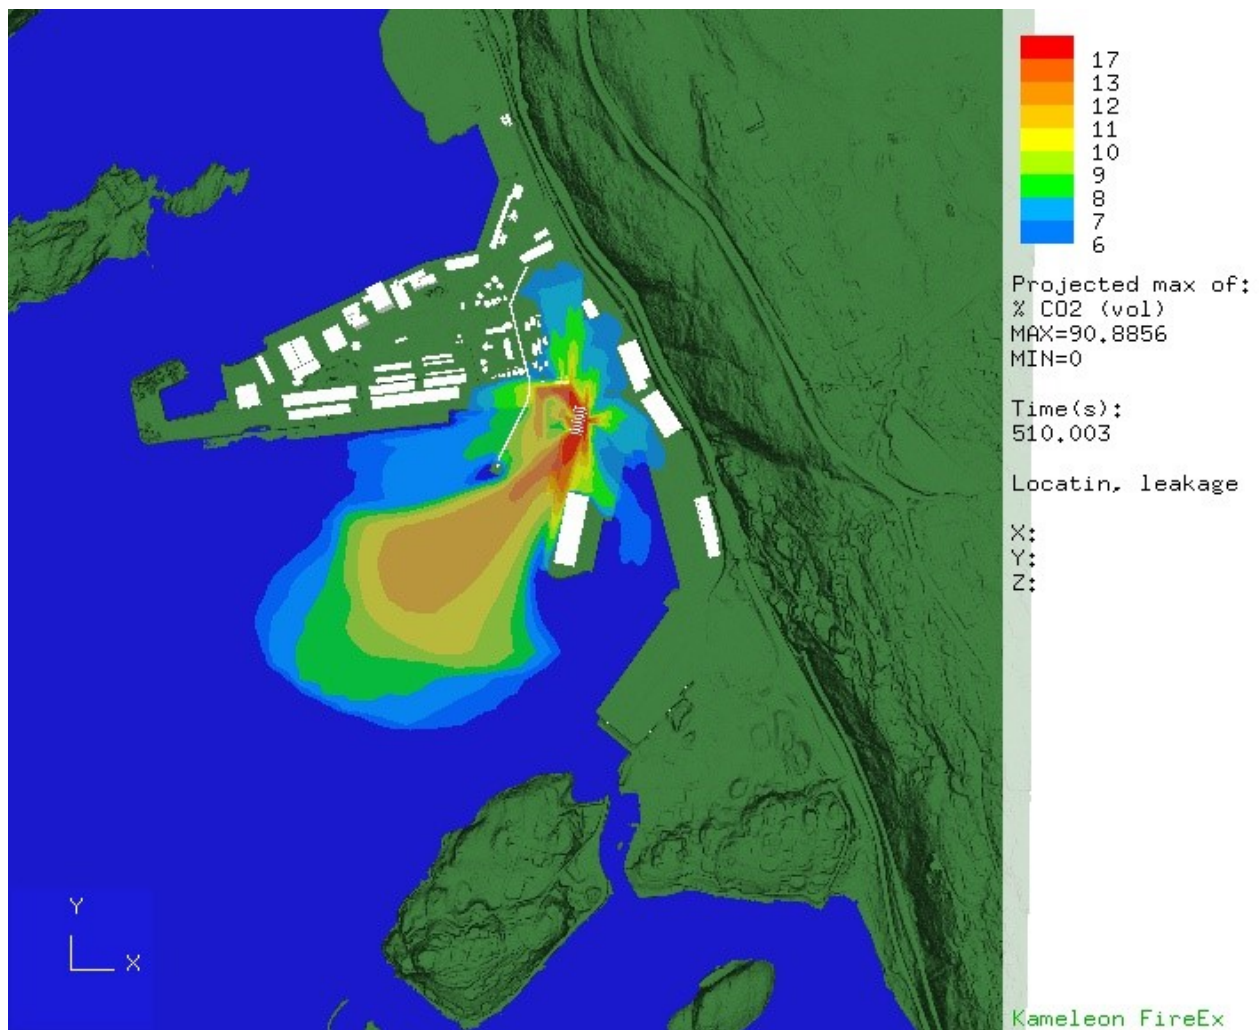 17
13
12
11
10
9
8
7
6
Projected max of:
% CO2 (vol)
MAX=90.8856
MIN=0
Time(s):
510.003
Locatin, leakage
X:
Y:
Z:
Y
X
Kameleon FireEx